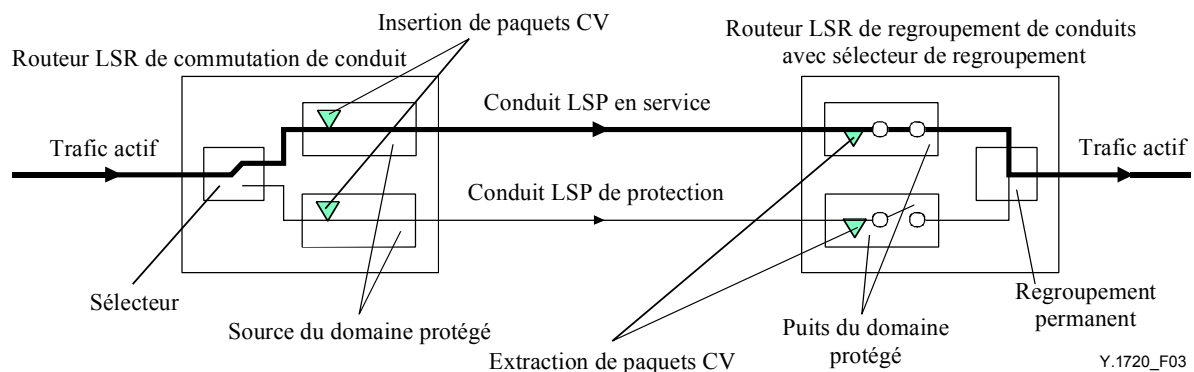 Insertion de paquets CV
Routeur LSR de regroupement de conduits
avec sélecteur de regroupement
Routeur LSR de commutation de conduit
Conduit LSP en service
Trafic actif
Trafic actif
Conduit LSP de protection
Sélecteur
Source du domaine protégé
Extraction de paquets CV
Puits du domaine
protégé
Regroupement
permanent
Y.1720_F03